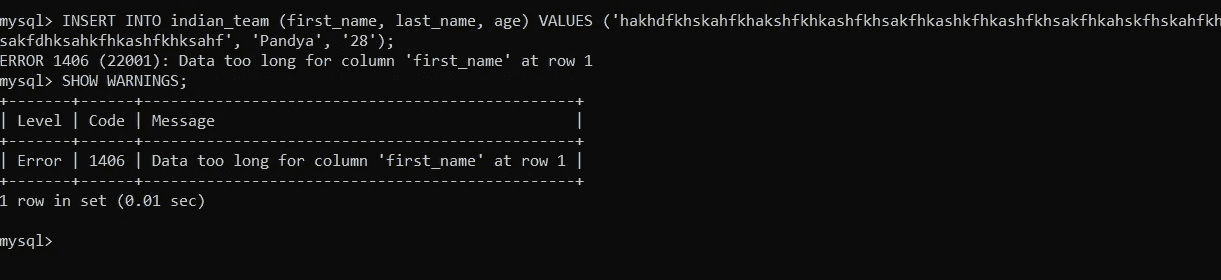 mysql> INSERT INTO indian_team (first_name, last_name, age) VALUES ('hakhdfkhskahfkhakshfkhkashfkhsakfhkashkfhkashfkhsakfhkahskfhskahfkh
sakfdhksahkfhkashfkhksahf', 'Pandya', '28');
ERROR 1406 (22001): Data too long for column 'first_name' at row 1
mysql> SHOW WARNINGS;
+-------+------+------------------------------------------------+
| Level | Code | Message                                        |
+-------+------+------------------------------------------------+
| Error | 1406 | Data too long for column 'first_name' at row 1 |
+-------+------+------------------------------------------------+
1 row in set (0.01 sec)
mysql>